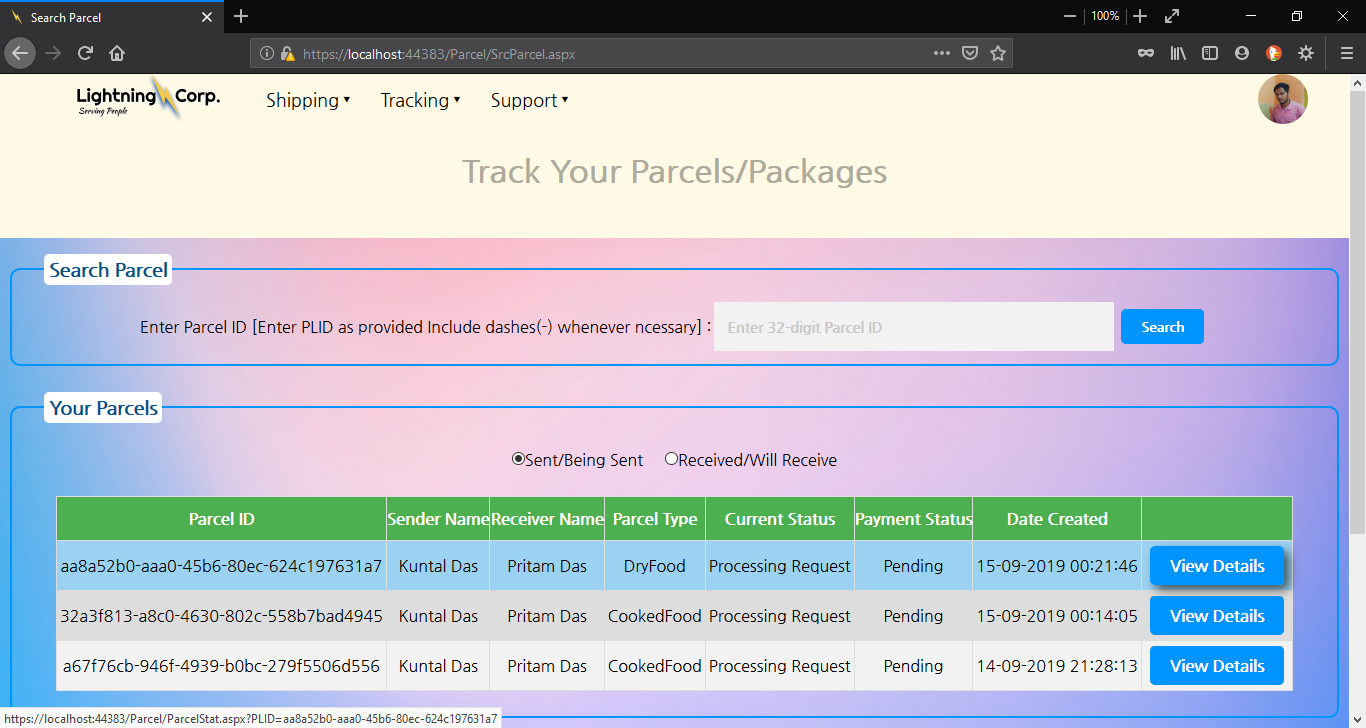 Search Parcel
100%
https://localhost:44383/Parcel/SrcParcel.aspx
Lightning Corp.
Serving People
Shipping ▾ Tracking ▾ Support ▾
Track Your Parcels/Packages
Search Parcel
Enter Parcel ID [Enter PLID as provided Include dashes(-) whenever ncessary] : Enter 32-digit Parcel ID Search
Your Parcels
Sent/Being Sent Received/Will Receive
Parcel ID Sender Name Receiver Name Parcel Type Current Status Payment Status Date Created
aa8a52b0-aaa0-45b6-80ec-624c197631a7 Kuntal Das Pritam Das DryFood Processing Request Pending 15-09-2019 00:21:46 View Details
32a3f813-a8c0-4630-802c-558b7bad4945 Kuntal Das Pritam Das CookedFood Processing Request Pending 15-09-2019 00:14:05 View Details
a67f76cb-946f-4939-b0bc-279f5506d556 Kuntal Das Pritam Das CookedFood Processing Request Pending 14-09-2019 21:28:13 View Details
https://localhost:44383/Parcel/ParcelStat.aspx?PLID=aa8a52b0-aaa0-45b6-80ec-624c197631a7